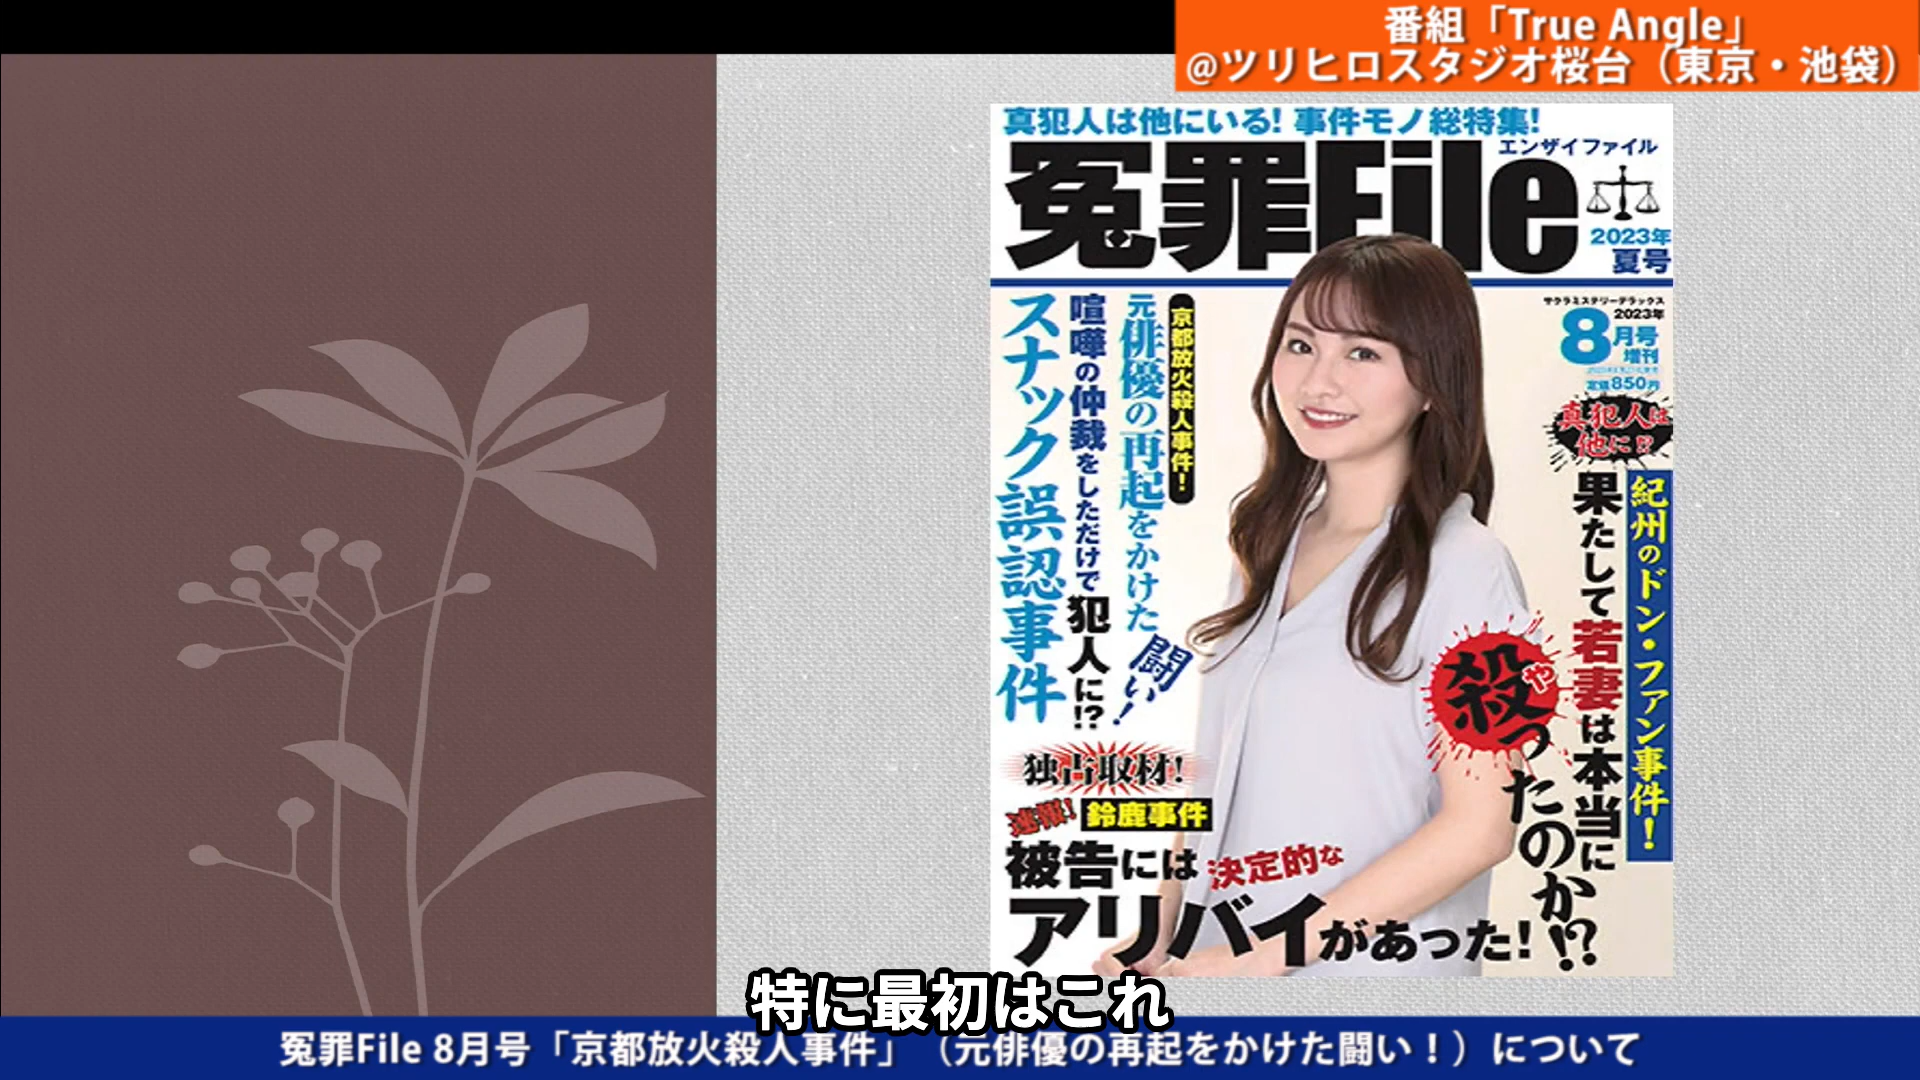 番組「True Angle」
@ツリヒロスタジオ桜台（東京・池袋）
真犯人は他にいる! 事件モノ総特集!
エンザイファイル
冤罪File
2023年
夏号
サクラミステリーデラックス
2023年
8月号
増刊
定価850円
真犯人は
他に!?
紀州のドン・ファン事件!
果たして若妻は本当に
殺ったのか!?
や
京都放火殺人事件!
元俳優の再起をかけた闘い!
喧嘩の仲裁をしただけで犯人に!?
スナック誤認事件
独占取材!
速報! 鈴鹿事件
被告には決定的な
アリバイがあった!
特に最初はこれ
冤罪File 8月号「京都放火殺人事件」（元俳優の再起をかけた闘い！）について